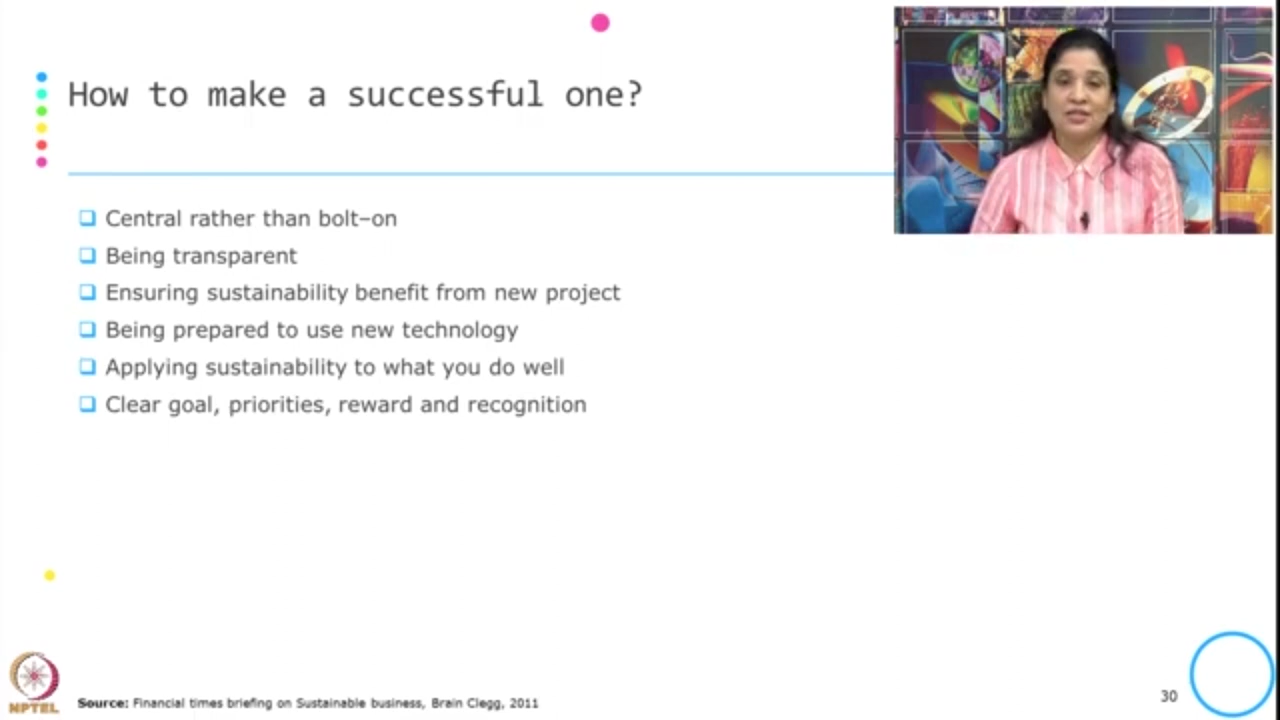 How to make a successful one?
Central rather than bolt–on
Being transparent
Ensuring sustainability benefit from new project
Being prepared to use new technology
Applying sustainability to what you do well
Clear goal, priorities, reward and recognition
NPTEL
Source: Financial times briefing on Sustainable business, Brain Clegg, 2011
30